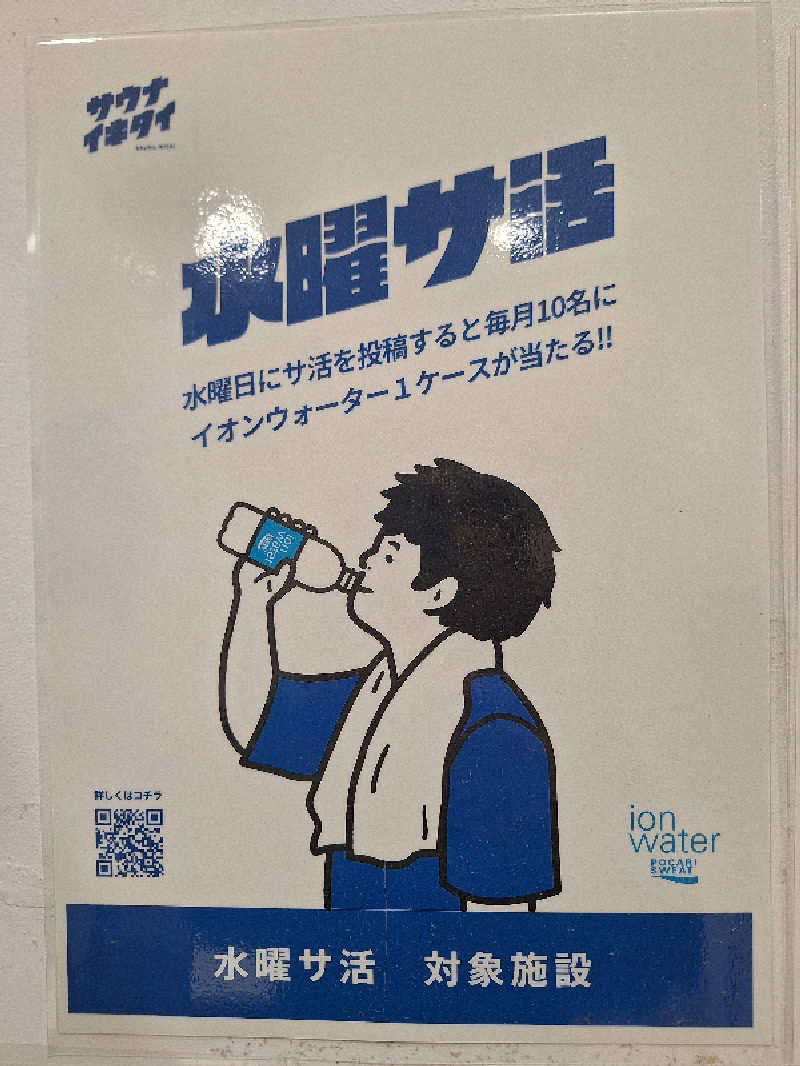 サウナ
イキタイ
水曜サ活
水曜日にサ活を投稿すると毎月10名に
イオンウォーター1ケースが当たる!!
ion
water
詳しくはコチラ
ion
water
POCARI
SWEAT
水曜サ活 対象施設